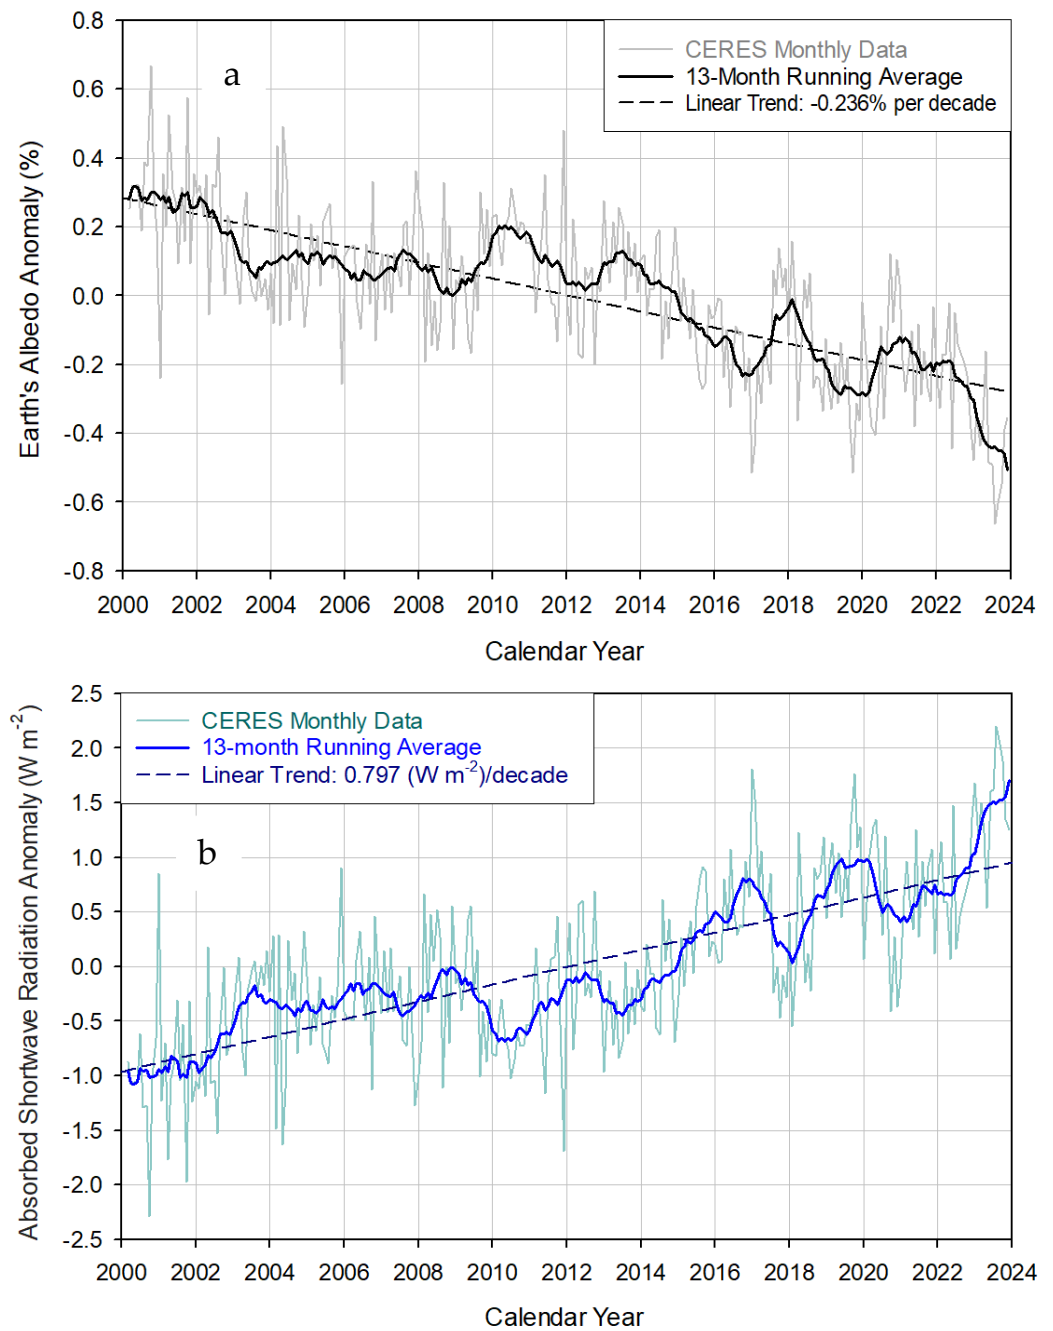 a
CERES Monthly Data
13-Month Running Average
Linear Trend: -0.236% per decade
Earth's Albedo Anomaly (%)
0.8
0.6
0.4
0.2
0.0
-0.2
-0.4
-0.6
-0.8
2000 2002 2004 2006 2008 2010 2012 2014 2016 2018 2020 2022 2024
Calendar Year
b
CERES Monthly Data
13-month Running Average
Linear Trend: 0.797 (W m⁻²)/decade
Absorbed Shortwave Radiation Anomaly (W m⁻²)
2.5
2.0
1.5
1.0
0.5
0.0
-0.5
-1.0
-1.5
-2.0
-2.5
2000 2002 2004 2006 2008 2010 2012 2014 2016 2018 2020 2022 2024
Calendar Year